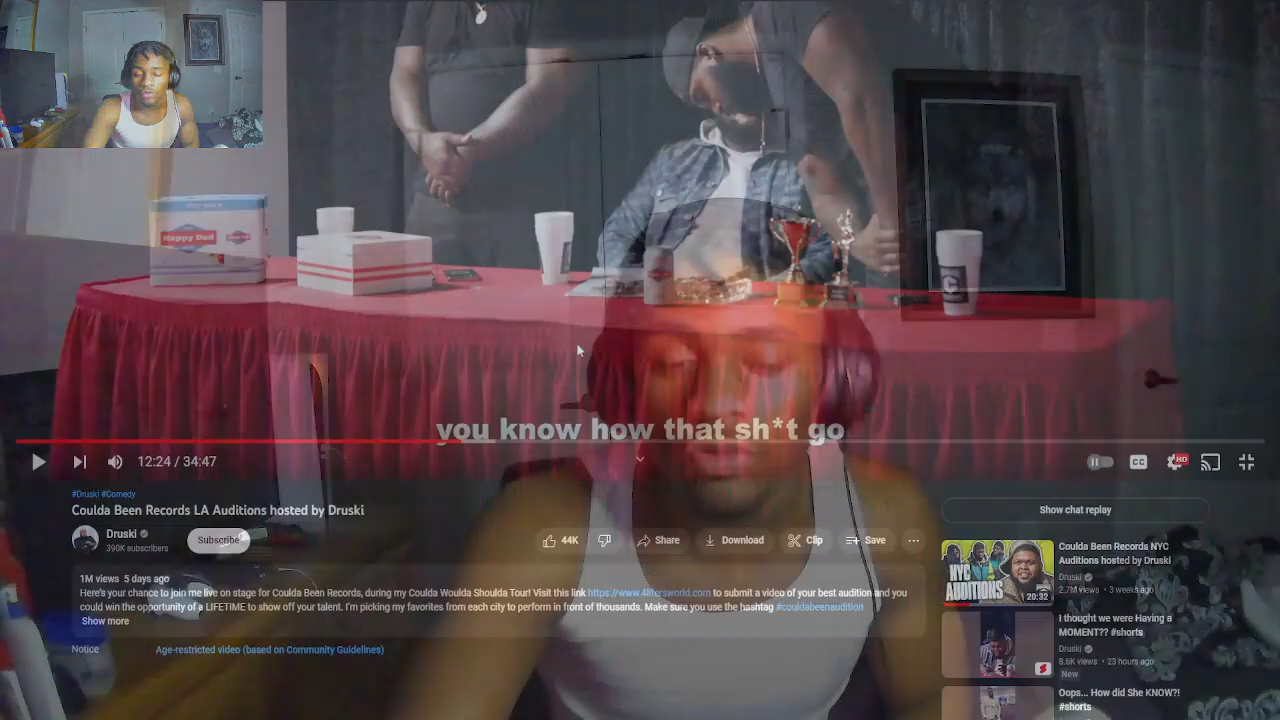 Happy Dad
you know how that sh*t go
12:24 / 34:47
CC
HD
#Druski #Comedy
Coulda Been Records LA Auditions hosted by Druski
Druski
390K subscribers
Subscribe
44K
Share
Download
Clip
Save
1M views 5 days ago
Here's your chance to join me live on stage for Coulda Been Records, during my Coulda Woulda Shoulda Tour! Visit this link https://www.4lifersworld.com to submit a video of your best audition and you
could win the opportunity of a LIFETIME to show off your talent. I'm picking my favorites from each city to perform in front of thousands. Make sure you use the hashtag #couldabeenaudition
Show more
Notice
Age-restricted video (based on Community Guidelines)
Show chat replay
NYC
AUDITIONS
20:32
Coulda Been Records NYC
Auditions hosted by Druski
Druski
2.7M views • 3 weeks ago
I thought we were Having a
MOMENT?? #shorts
Druski
8.6K views • 23 hours ago
New
Oops... How did She KNOW?!
#shorts